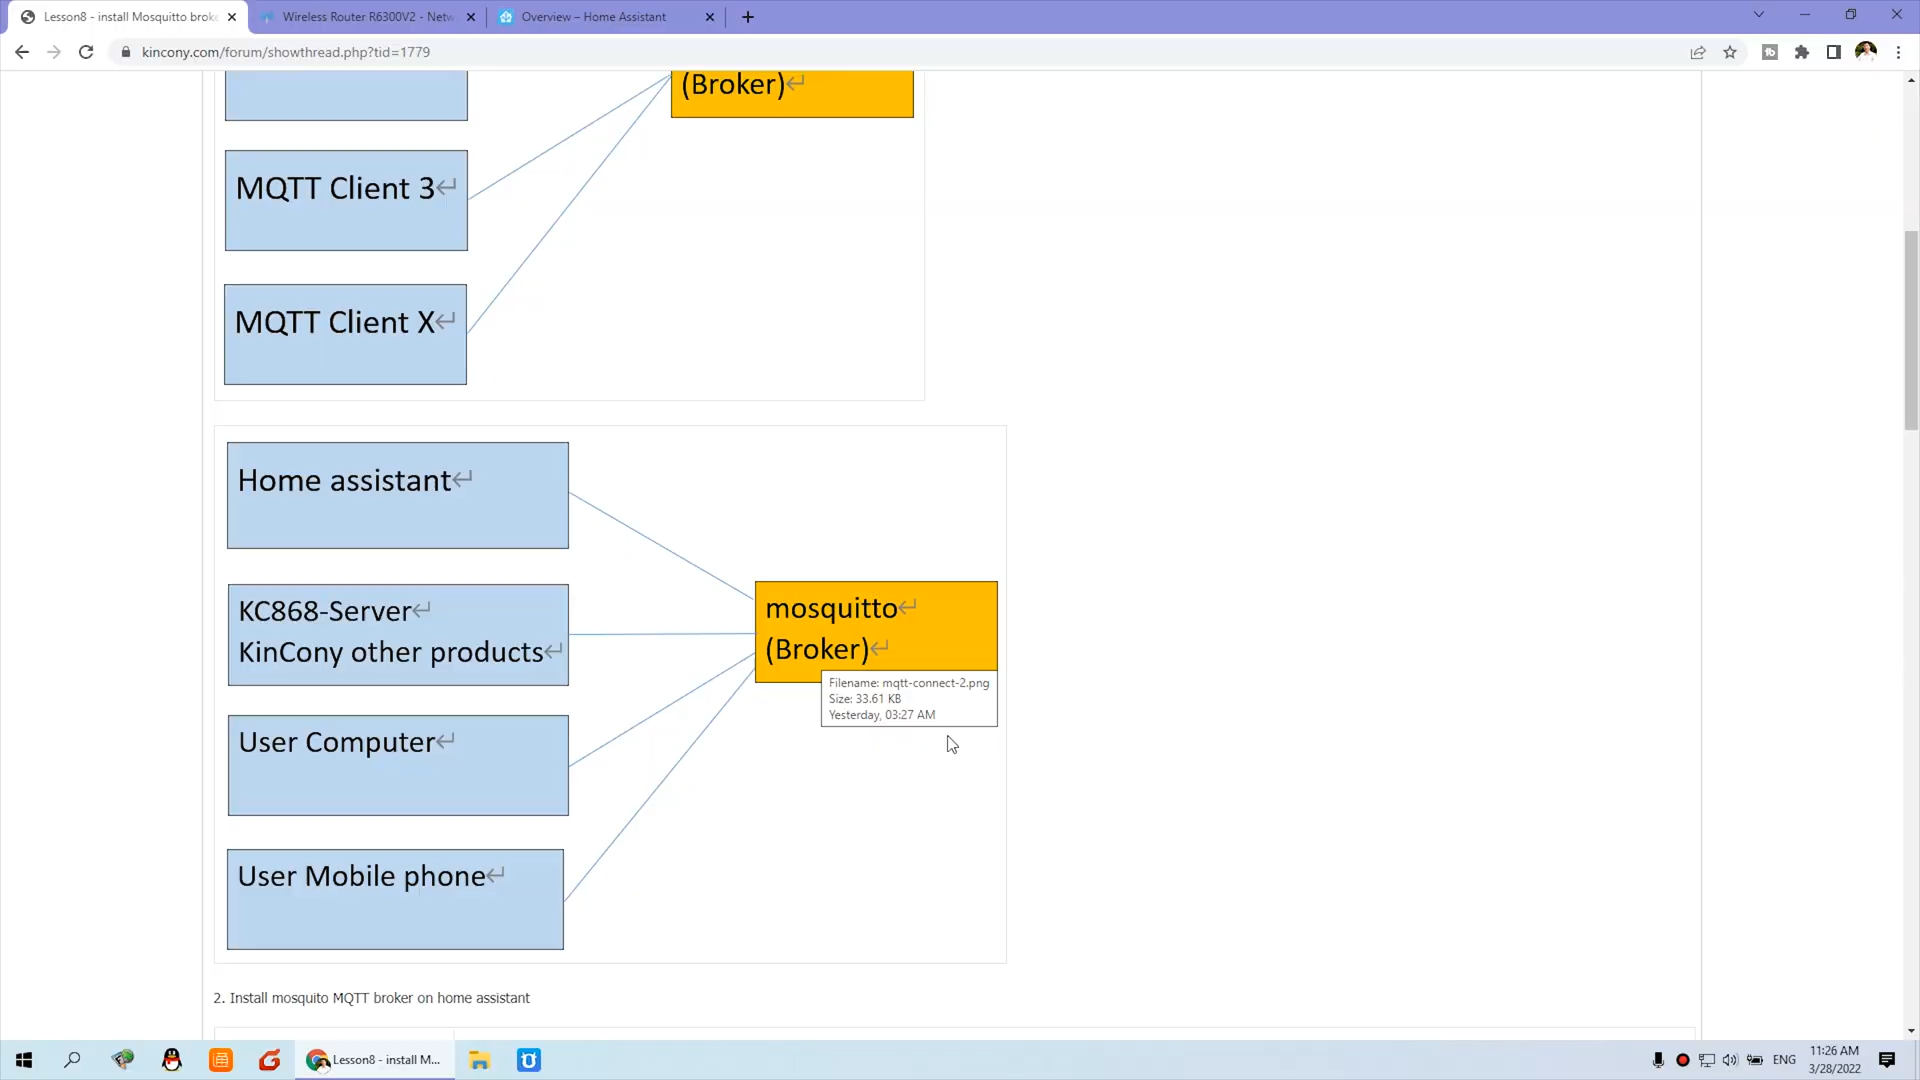 Lesson8 - install Mosquitto broke
Wireless Router R6300V2 - Netw
Overview – Home Assistant
kincony.com/forum/showthread.php?tid=1779
(Broker)↵
MQTT Client 3↵
MQTT Client X↵
Home assistant↵
KC868-Server↵
KinCony other products↵
mosquitto↵
(Broker)↵
Filename: mqtt-connect-2.png
Size: 33.61 KB
Yesterday, 03:27 AM
User Computer↵
User Mobile phone↵
2. Install mosquito MQTT broker on home assistant
Lesson8 - install M...
ENG
11:26 AM
3/28/2022